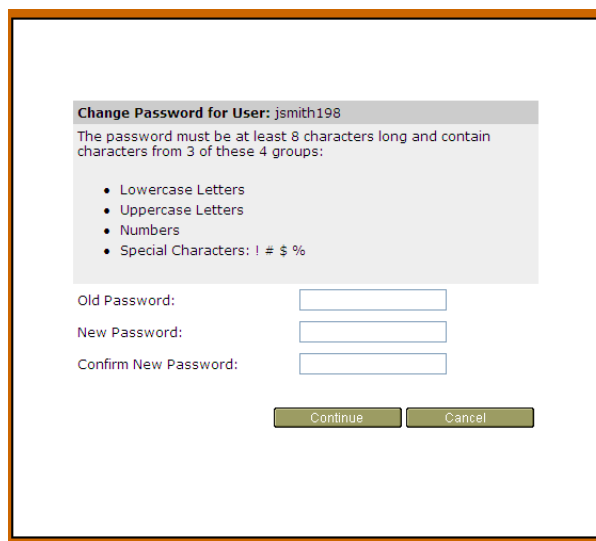 Change Password for User: jsmith198
The password must be at least 8 characters long and contain
characters from 3 of these 4 groups:
• Lowercase Letters
• Uppercase Letters
• Numbers
• Special Characters: ! # $ %
Old Password:
New Password:
Confirm New Password:
Continue Cancel